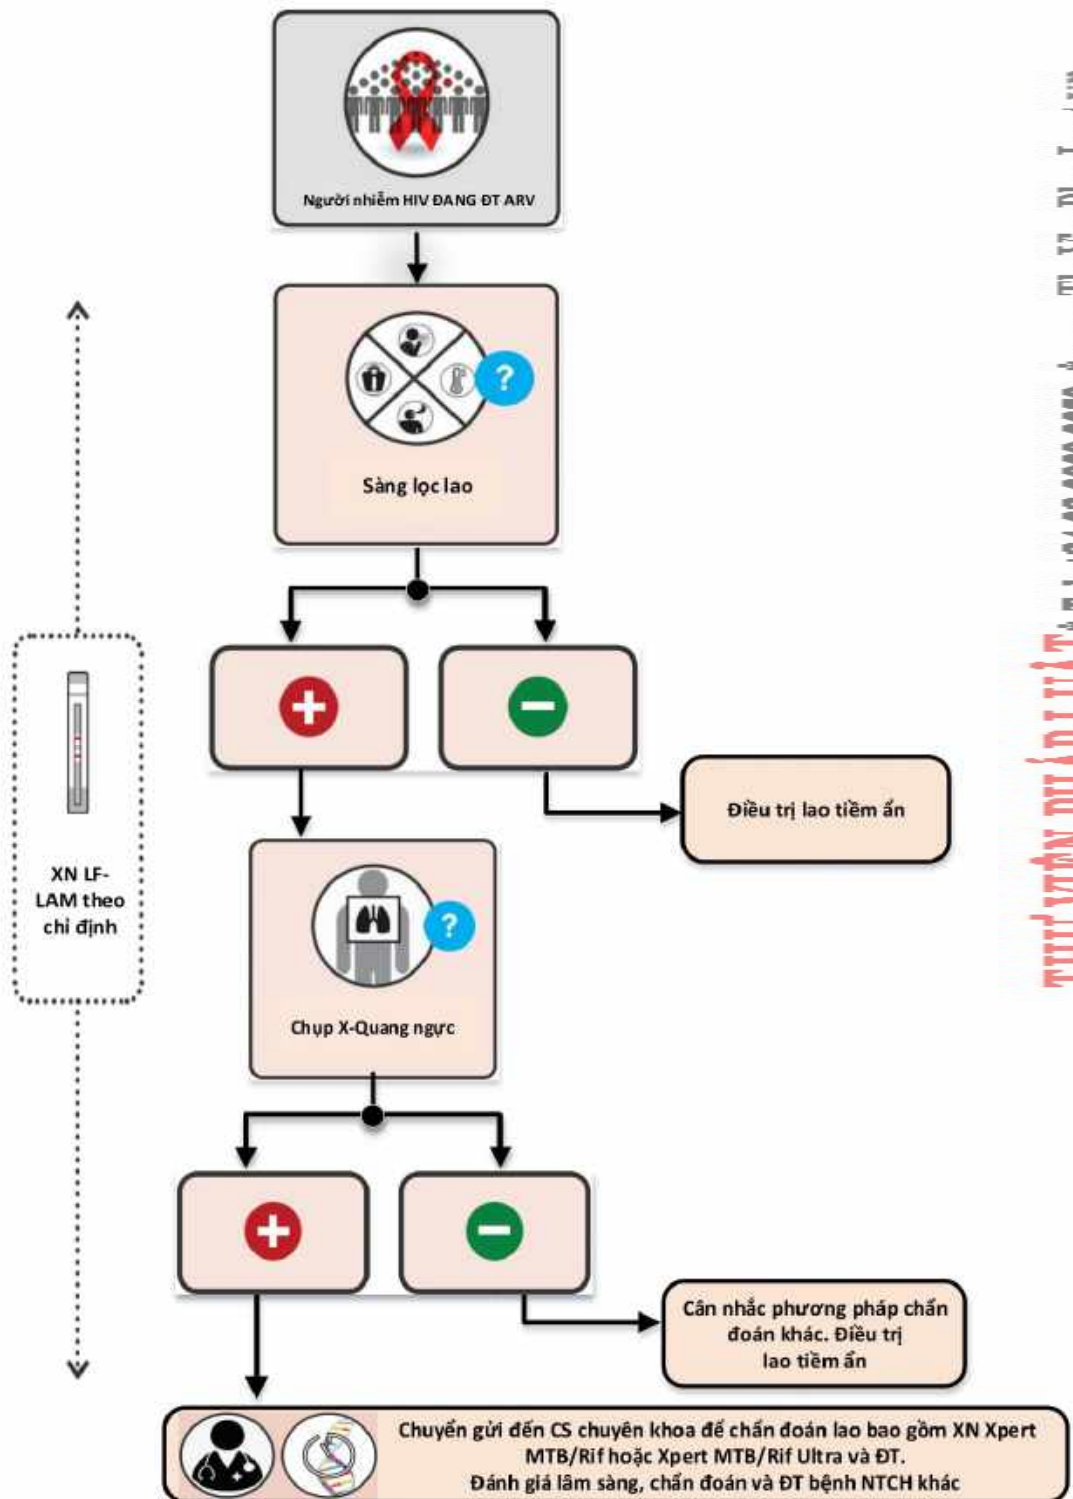 Người nhiễm HIV ĐANG ĐT ARV
?
Sàng lọc lao
XN LF-
LAM theo
chỉ định
Điều trị lao tiềm ẩn
?
Chụp X-Quang ngực
Cân nhắc phương pháp chẩn
đoán khác. Điều trị
lao tiềm ẩn
Chuyển gửi đến CS chuyên khoa để chẩn đoán lao bao gồm XN Xpert
MTB/Rif hoặc Xpert MTB/Rif Ultra và ĐT.
Đánh giá lâm sàng, chẩn đoán và ĐT bệnh NTCH khác